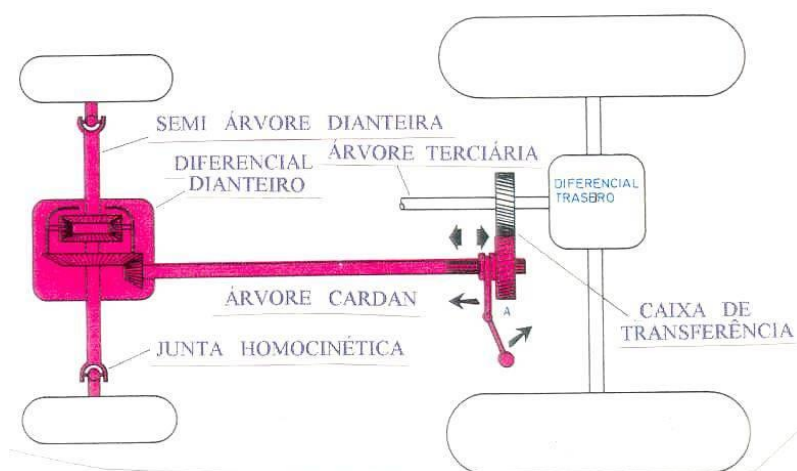 SEMI ÁRVORE DIANTEIRA
DIFERENCIAL
DIANTEIRO
ÁRVORE TERCIÁRIA
DIFERENCIAL
TRASEIRO
ÁRVORE CARDAN
A
CAIXA DE
TRANSFERÊNCIA
JUNTA HOMOCINÉTICA